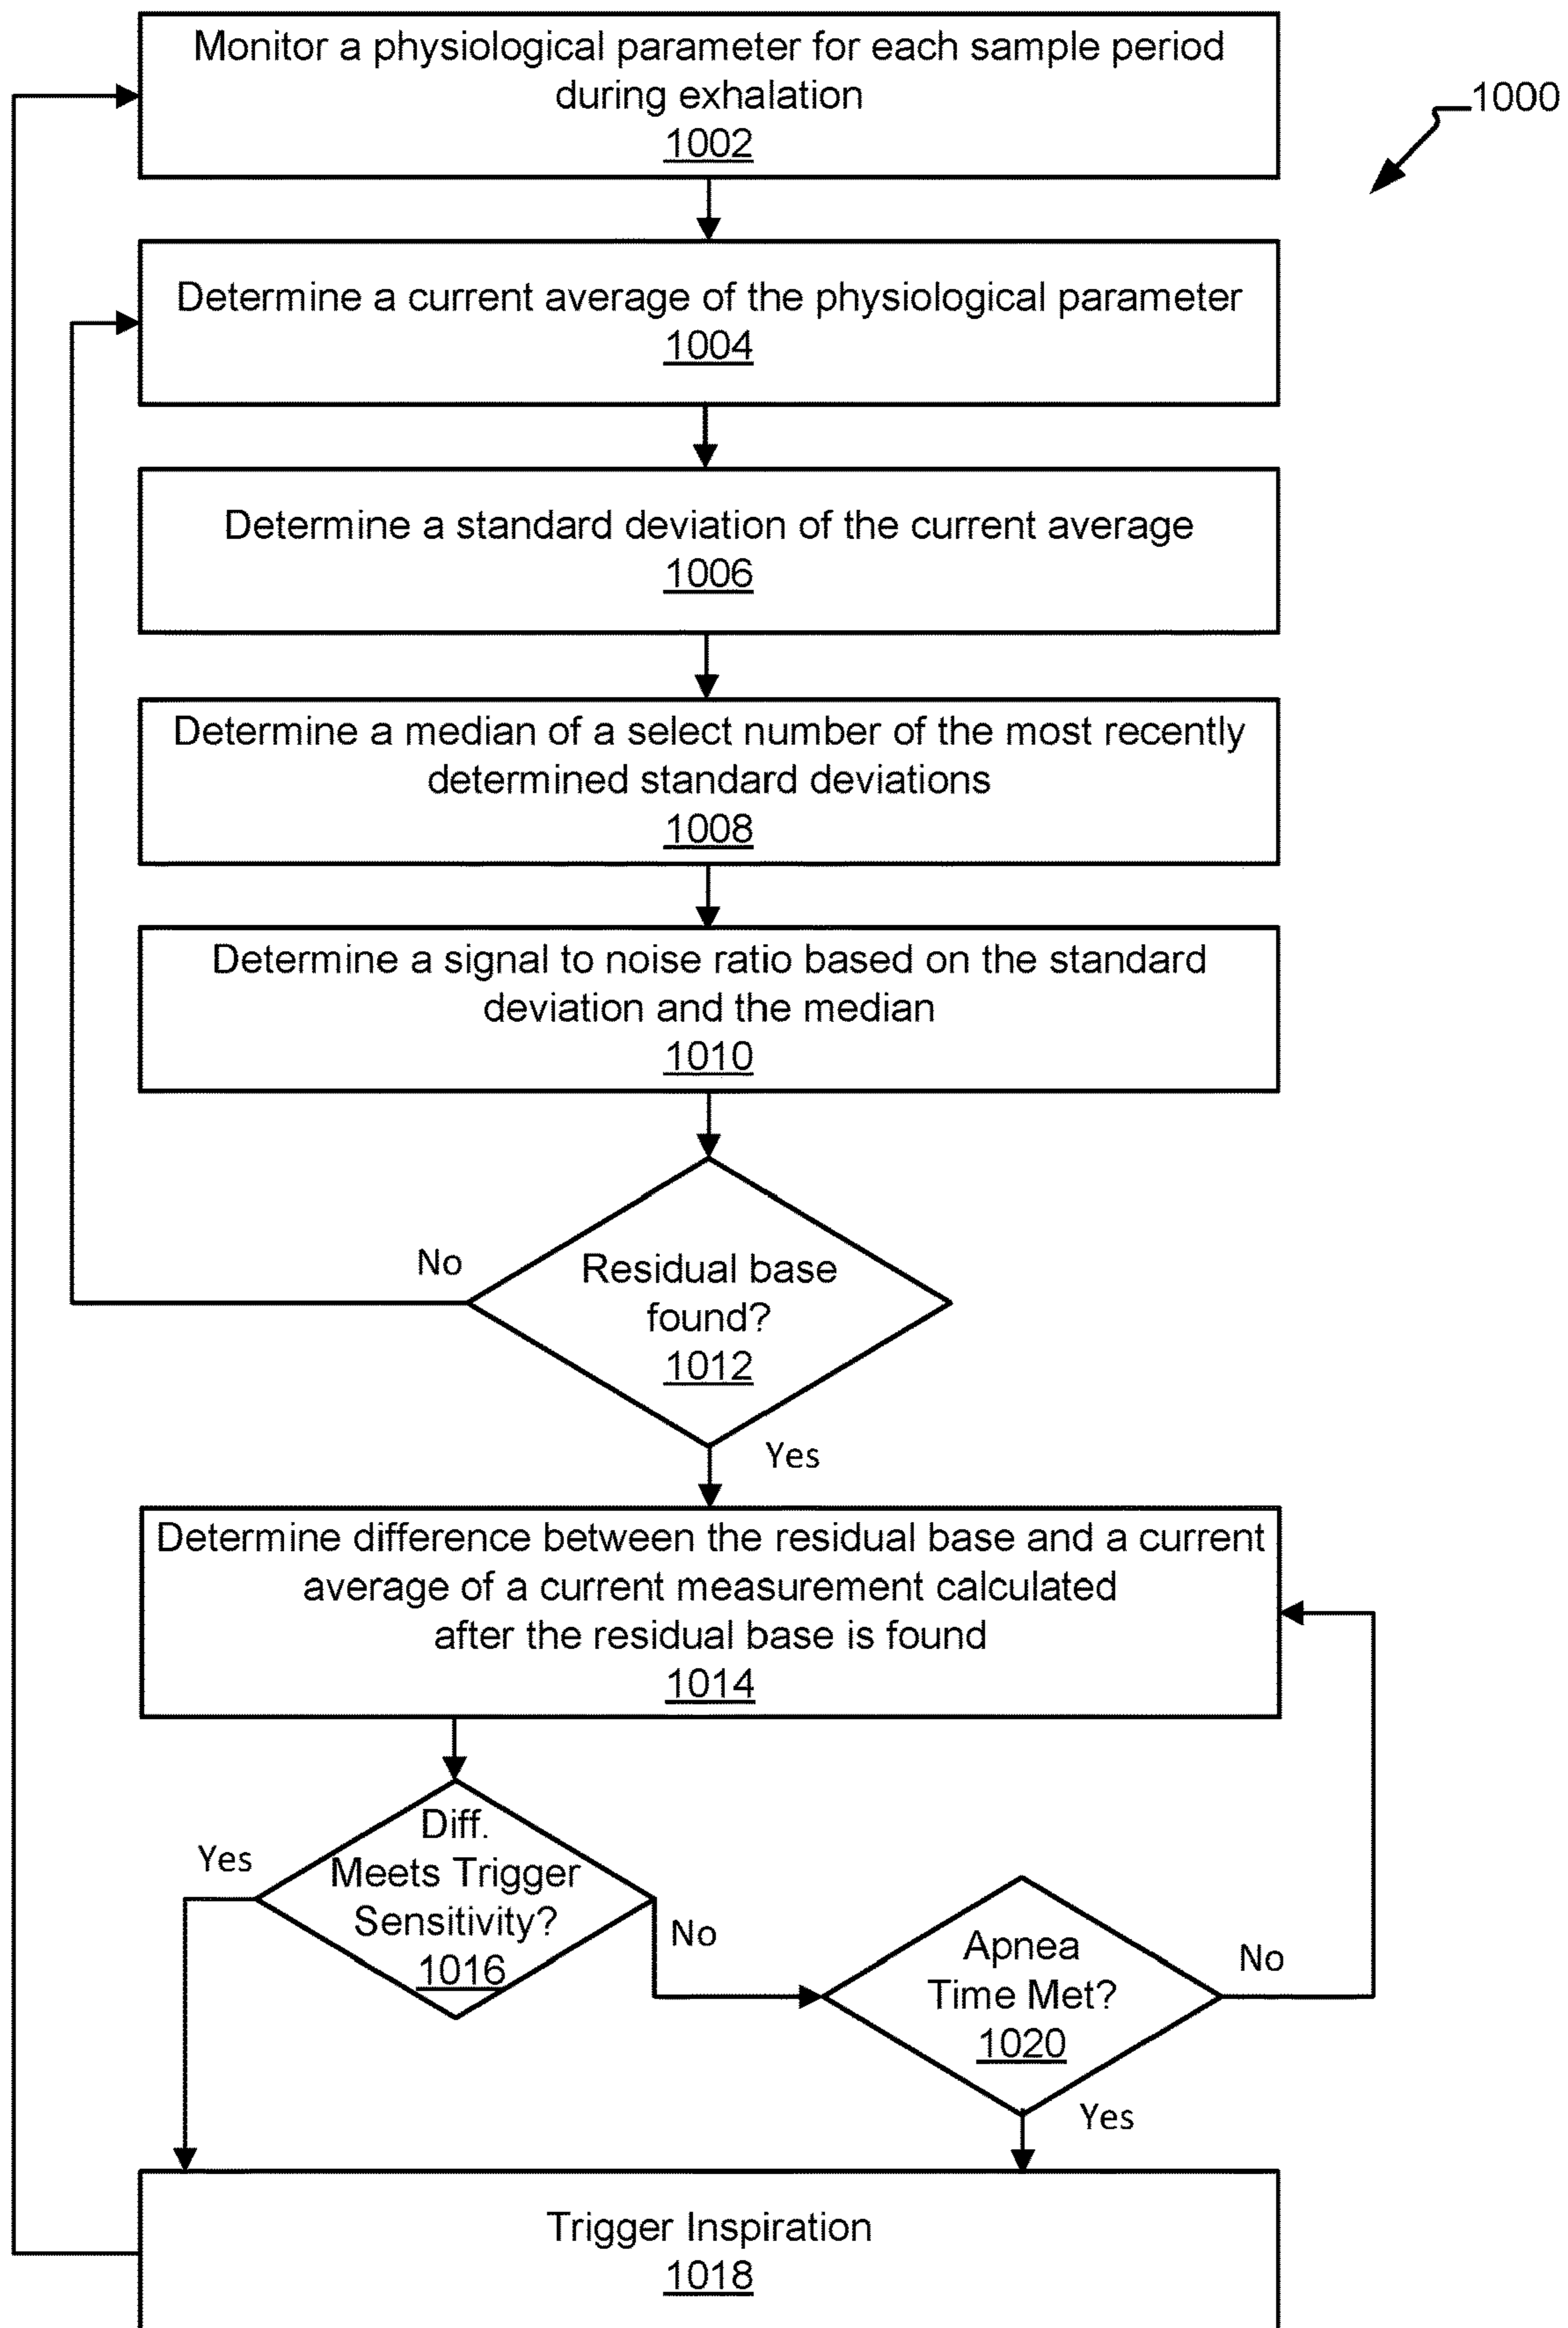 Monitor a physiological parameter for each sample period
during exhalation
1002
1000
Determine a current average of the physiological parameter
1004
Determine a standard deviation of the current average
1006
Determine a median of a select number of the most recently
determined standard deviations
1008
Determine a signal to noise ratio based on the standard
deviation and the median
1010
No
Residual base
found?
1012
Yes
Determine difference between the residual base and a current
average of a current measurement calculated
after the residual base is found
1014
Yes
Diff.
Meets Trigger
Sensitivity?
1016
No
Apnea
Time Met?
1020
No
Yes
Trigger Inspiration
1018